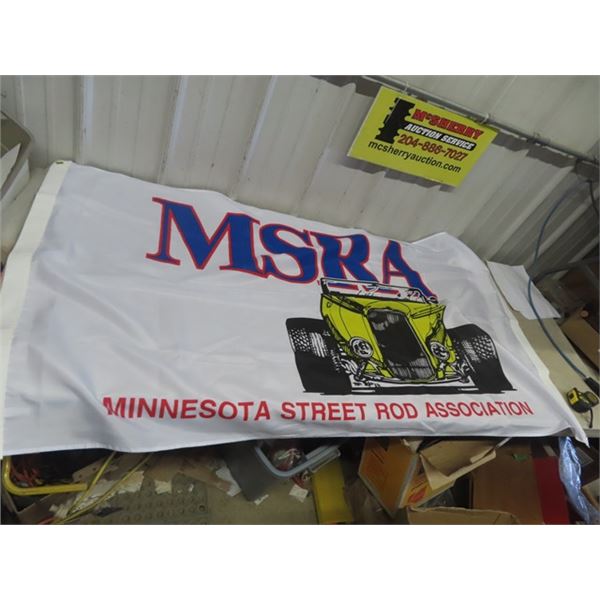 McSHERRY
AUCTION SERVICE
204-886-7027
mcsherryauction.com
MSRA
MINNESOTA STREET ROD ASSOCIATION